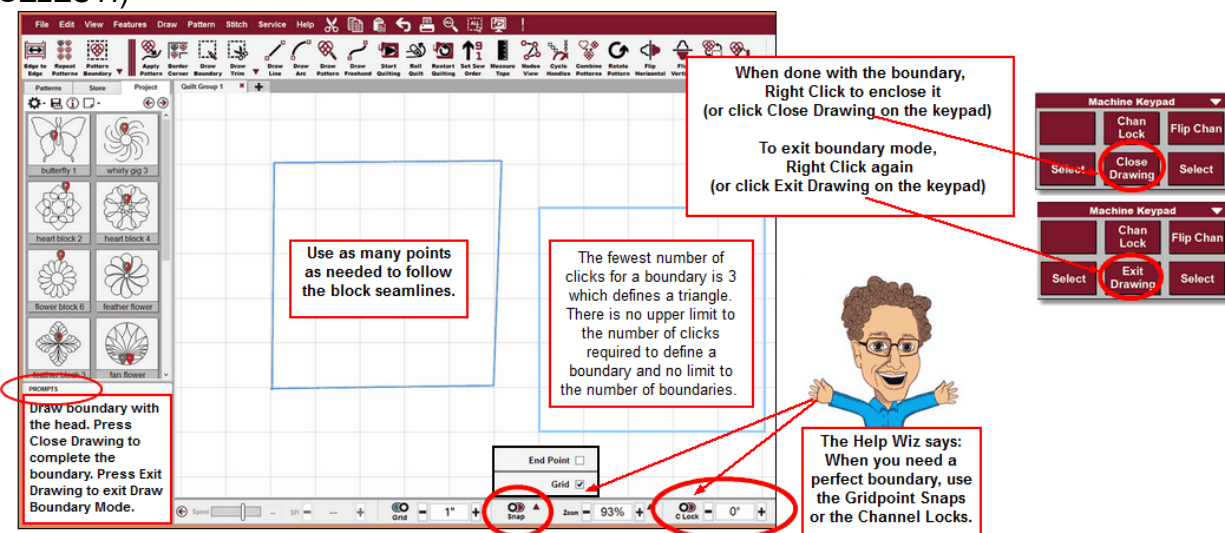 File Edit View Features Draw Pattern Stitch Service Help
Edge to Edge
Repeat Patterns
Pattern Boundary
Apply Pattern
Border Corner
Draw Boundary
Draw Trim
Draw Line
Draw Arc
Draw Pattern
Draw Freehand
Start Quilting
Halt Quilt
Restart Quilting
Set Sew Order
Measure Tape
Nodes View
Cycle Handles
Combine Patterns
Rotate Pattern
Flip Horizontal
Patterns Store Project
Quilt Group 1
butterfly 1
whirly gig 3
heart block 2
heart block 4
flower block 6
feather flower
feather block 3
fan flower
PROMPTS
Draw boundary with
the head. Press
Close Drawing to
complete the
boundary. Press Exit
Drawing to exit Draw
Boundary Mode.
Use as many points
as needed to follow
the block seamlines.
The fewest number of
clicks for a boundary is 3
which defines a triangle.
There is no upper limit to
the number of clicks
required to define a
boundary and no limit to
the number of boundaries.
When done with the boundary,
Right Click to enclose it
(or click Close Drawing on the keypad)
To exit boundary mode,
Right Click again
(or click Exit Drawing on the keypad)
Machine Keypad
Chan Lock
Flip Chan
Select
Close Drawing
Select
Machine Keypad
Chan Lock
Flip Chan
Select
Exit Drawing
Select
The Help Wiz says:
When you need a
perfect boundary, use
the Gridpoint Snaps
or the Channel Locks.
End Point
Grid
Speed -- SPI - -- + Grid - 1" + Snap Zoom - 93% + C Lock - 0° +